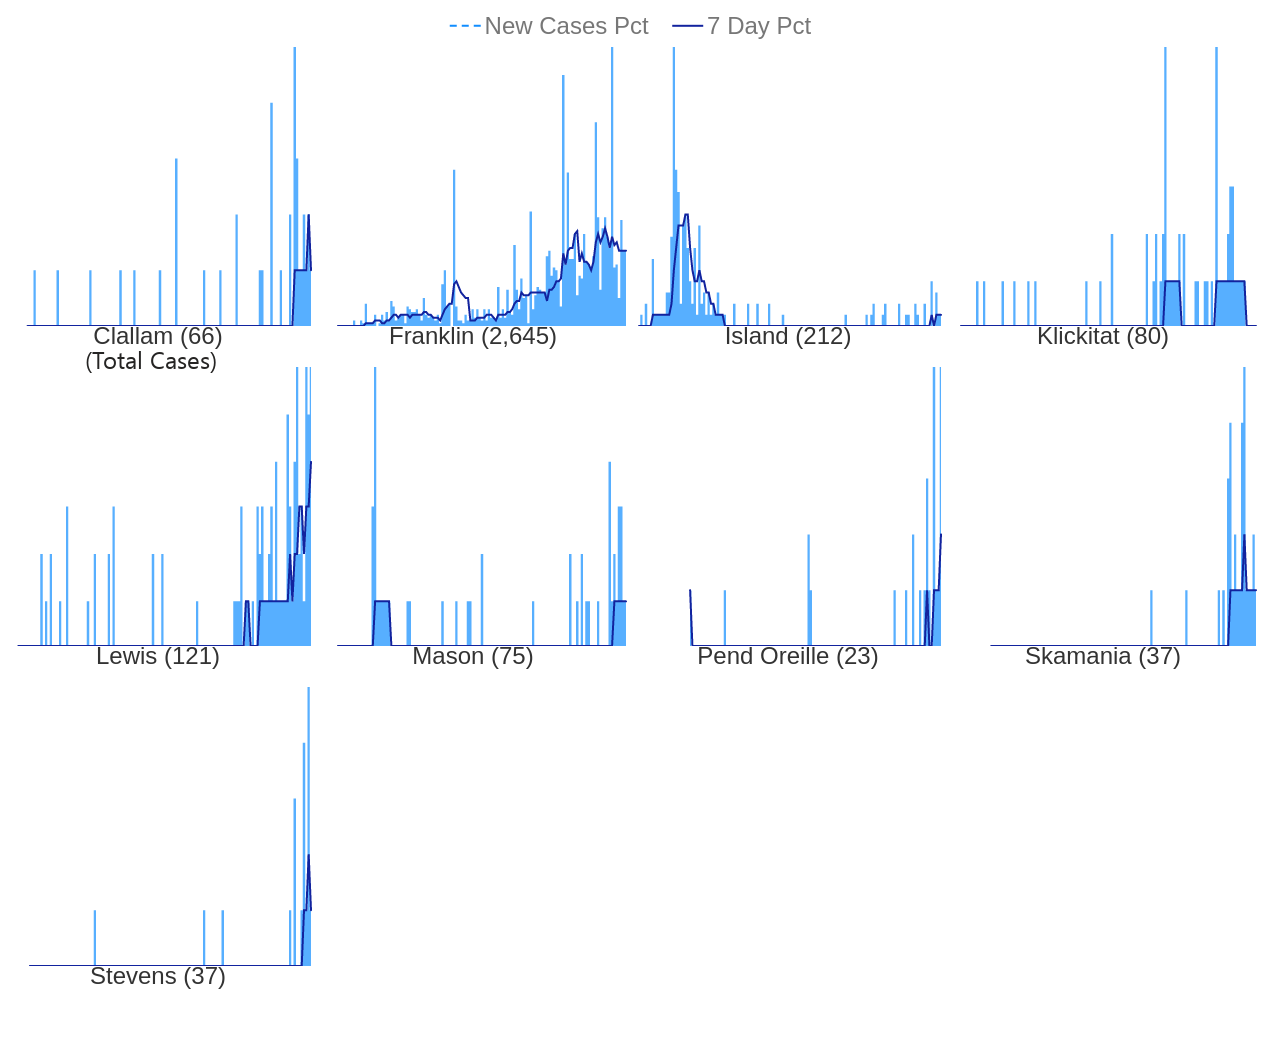 New Cases Pct 7 Day Pct
Clallam (66) Franklin (2,645) Island (212) Klickitat (80)
(Total Cases)
Lewis (121) Mason (75) Pend Oreille (23) Skamania (37)
Stevens (37)